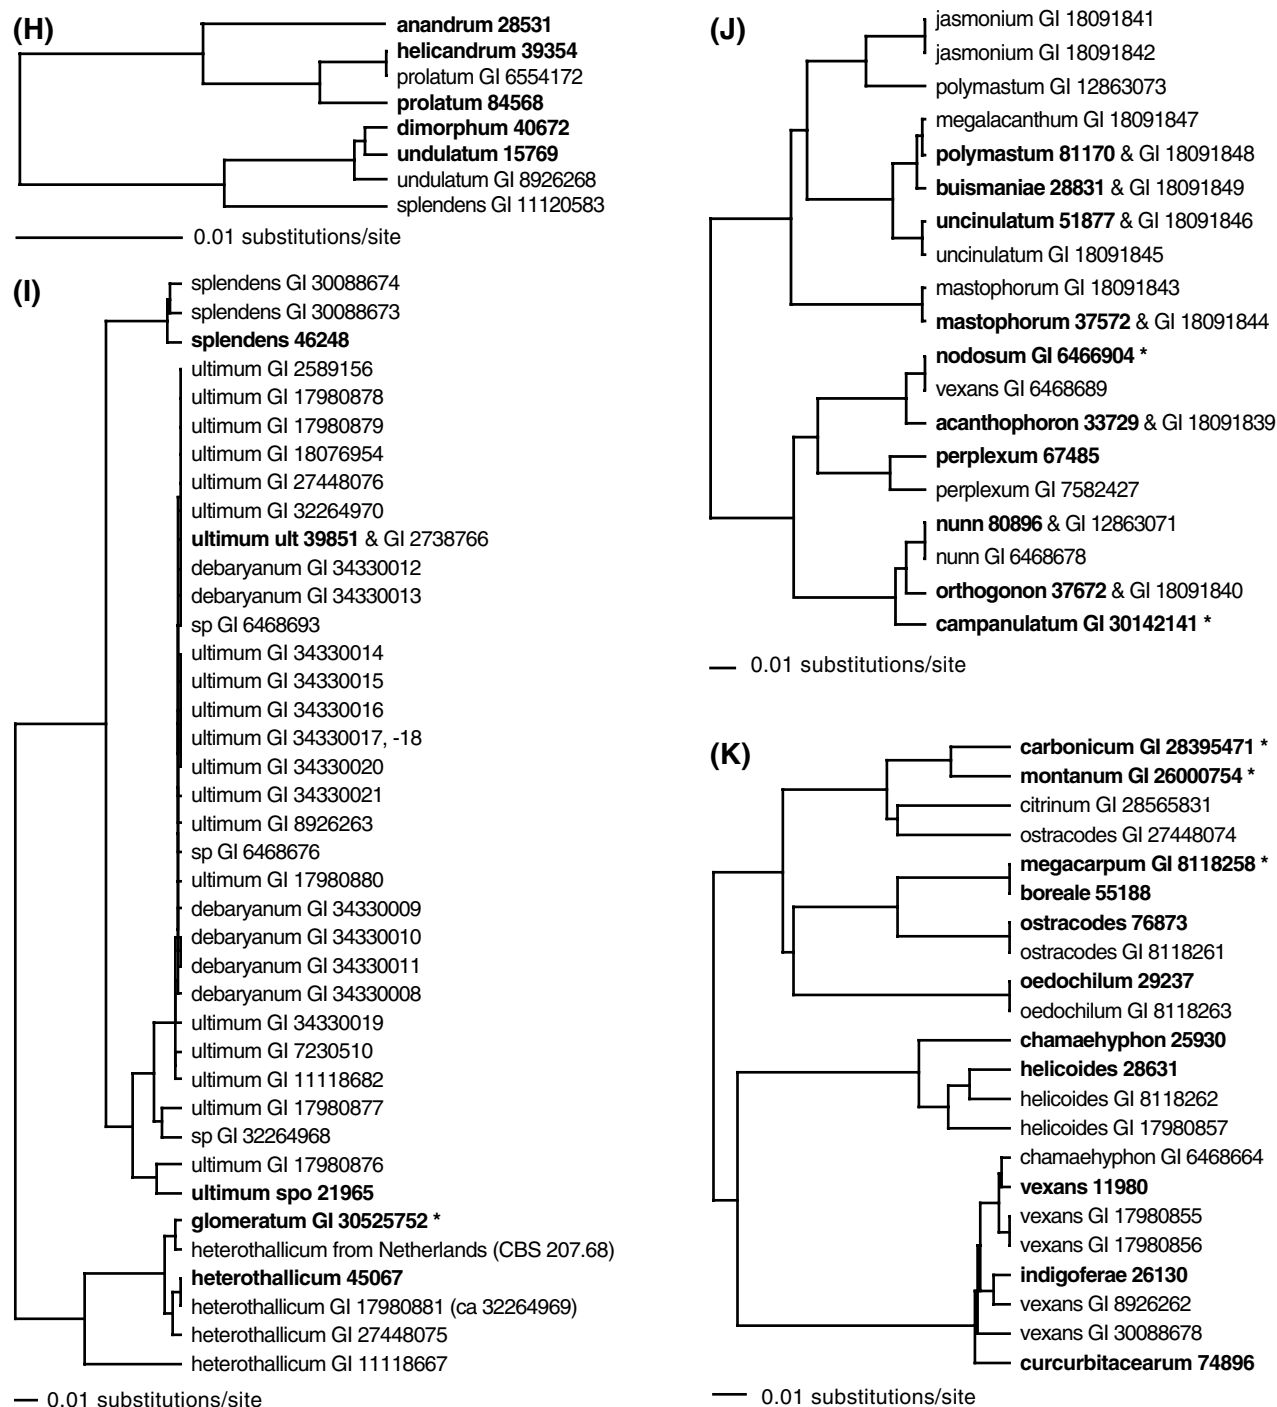 (H)
anandrum 28531
helicandrum 39354
prolatum GI 6554172
prolatum 84568
dimorphum 40672
undulatum 15769
undulatum GI 8926268
splendens GI 11120583
0.01 substitutions/site
(I)
splendens GI 30088674
splendens GI 30088673
splendens 46248
ultimum GI 2589156
ultimum GI 17980878
ultimum GI 17980879
ultimum GI 18076954
ultimum GI 27448076
ultimum GI 32264970
ultimum ult 39851 & GI 2738766
debaryanum GI 34330012
debaryanum GI 34330013
sp GI 6468693
ultimum GI 34330014
ultimum GI 34330015
ultimum GI 34330016
ultimum GI 34330017, -18
ultimum GI 34330020
ultimum GI 34330021
ultimum GI 8926263
sp GI 6468676
ultimum GI 17980880
debaryanum GI 34330009
debaryanum GI 34330010
debaryanum GI 34330011
debaryanum GI 34330008
ultimum GI 34330019
ultimum GI 7230510
ultimum GI 11118682
ultimum GI 17980877
sp GI 32264968
ultimum GI 17980876
ultimum spo 21965
glomeratum GI 30525752 *
heterothallicum from Netherlands (CBS 207.68)
heterothallicum 45067
heterothallicum GI 17980881 (ca 32264969)
heterothallicum GI 27448075
heterothallicum GI 11118667
0.01 substitutions/site
(J)
jasmonium GI 18091841
jasmonium GI 18091842
polymastum GI 12863073
megalacanthum GI 18091847
polymastum 81170 & GI 18091848
buismaniae 28831 & GI 18091849
uncinulatum 51877 & GI 18091846
uncinulatum GI 18091845
mastophorum GI 18091843
mastophorum 37572 & GI 18091844
nodosum GI 6466904 *
vexans GI 6468689
acanthophoron 33729 & GI 18091839
perplexum 67485
perplexum GI 7582427
nunn 80896 & GI 12863071
nunn GI 6468678
orthogonon 37672 & GI 18091840
campanulatum GI 30142141 *
0.01 substitutions/site
(K)
carbonicum GI 28395471 *
montanum GI 26000754 *
citrinum GI 28565831
ostracodes GI 27448074
megacarpum GI 8118258 *
boreale 55188
ostracodes 76873
ostracodes GI 8118261
oedochilum 29237
oedochilum GI 8118263
chamaehyphon 25930
helicoides 28631
helicoides GI 8118262
helicoides GI 17980857
chamaehyphon GI 6468664
vexans 11980
vexans GI 17980855
vexans GI 17980856
indigoferae 26130
vexans GI 8926262
vexans GI 30088678
curcurbitacearum 74896
0.01 substitutions/site